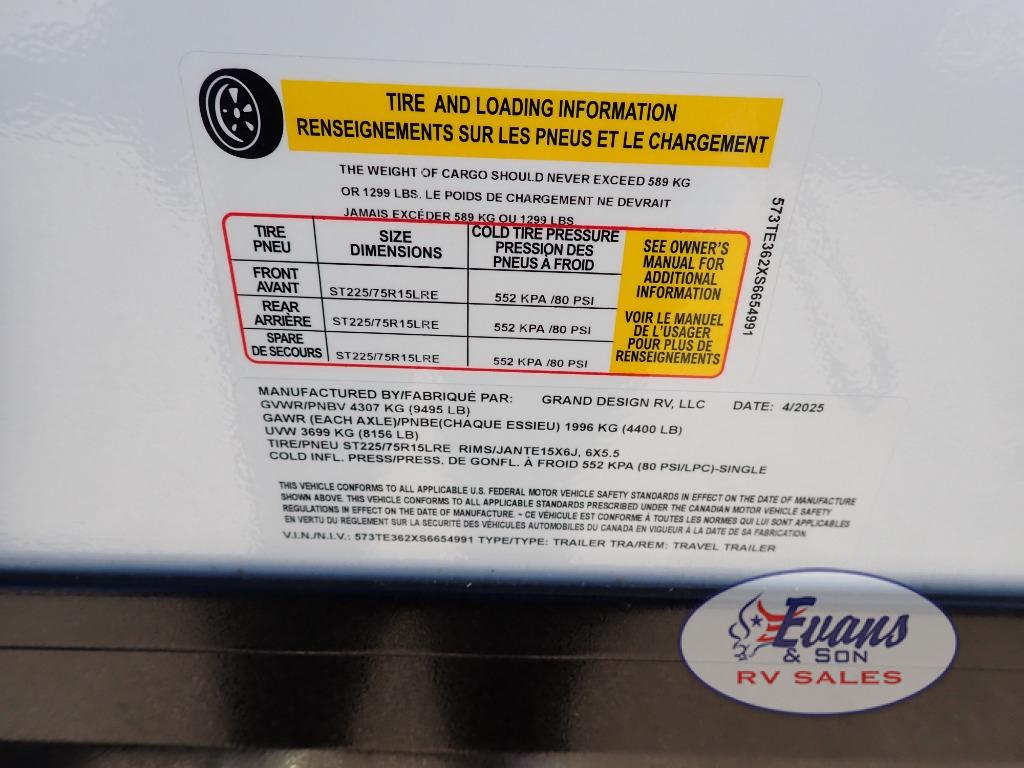 TIRE AND LOADING INFORMATION
RENSEIGNEMENTS SUR LES PNEUS ET LE CHARGEMENT
THE WEIGHT OF CARGO SHOULD NEVER EXCEED 589 KG
OR 1299 LBS. LE POIDS DE CHARGEMENT NE DEVRAIT
JAMAIS EXCÉDER 589 KG OU 1299 LBS
TIRE
PNEU
SIZE
DIMENSIONS
COLD TIRE PRESSURE
PRESSION DES
PNEUS À FROID
FRONT
AVANT
ST225/75R15LRE
552 KPA /80 PSI
REAR
ARRIÈRE
ST225/75R15LRE
552 KPA /80 PSI
SPARE
DE SECOURS
ST225/75R15LRE
552 KPA /80 PSI
SEE OWNER'S
MANUAL FOR
ADDITIONAL
INFORMATION
VOIR LE MANUEL
DE L'USAGER
POUR PLUS DE
RENSEIGNEMENTS
573TE362XS6654991
MANUFACTURED BY/FABRIQUÉ PAR: GRAND DESIGN RV, LLC DATE: 4/2025
GVWR/PNBV 4307 KG (9495 LB)
GAWR (EACH AXLE)/PNBE(CHAQUE ESSIEU) 1996 KG (4400 LB)
UVW 3699 KG (8156 LB)
TIRE/PNEU ST225/75R15LRE RIMS/JANTE15X6J, 6X5.5
COLD INFL. PRESS/PRESS. DE GONFL. À FROID 552 KPA (80 PSI/LPC)-SINGLE
THIS VEHICLE CONFORMS TO ALL APPLICABLE U.S. FEDERAL MOTOR VEHICLE SAFETY STANDARDS IN EFFECT ON THE DATE OF MANUFACTURE
SHOWN ABOVE. THIS VEHICLE CONFORMS TO ALL APPLICABLE STANDARDS PRESCRIBED UNDER THE CANADIAN MOTOR VEHICLE SAFETY
REGULATIONS IN EFFECT ON THE DATE OF MANUFACTURE. ~ CE VÉHICULE EST CONFORME À TOUTES LES NORMES QUI LUI SONT APPLICABLES
EN VERTU DU RÈGLEMENT SUR LA SÉCURITÉ DES VÉHICULES AUTOMOBILES DU CANADA EN VIGUEUR À LA DATE DE SA FABRICATION.
V.I.N./N.I.V.: 573TE362XS6654991 TYPE/TYPE: TRAILER TRA/REM: TRAVEL TRAILER
Evans
& SON
RV SALES